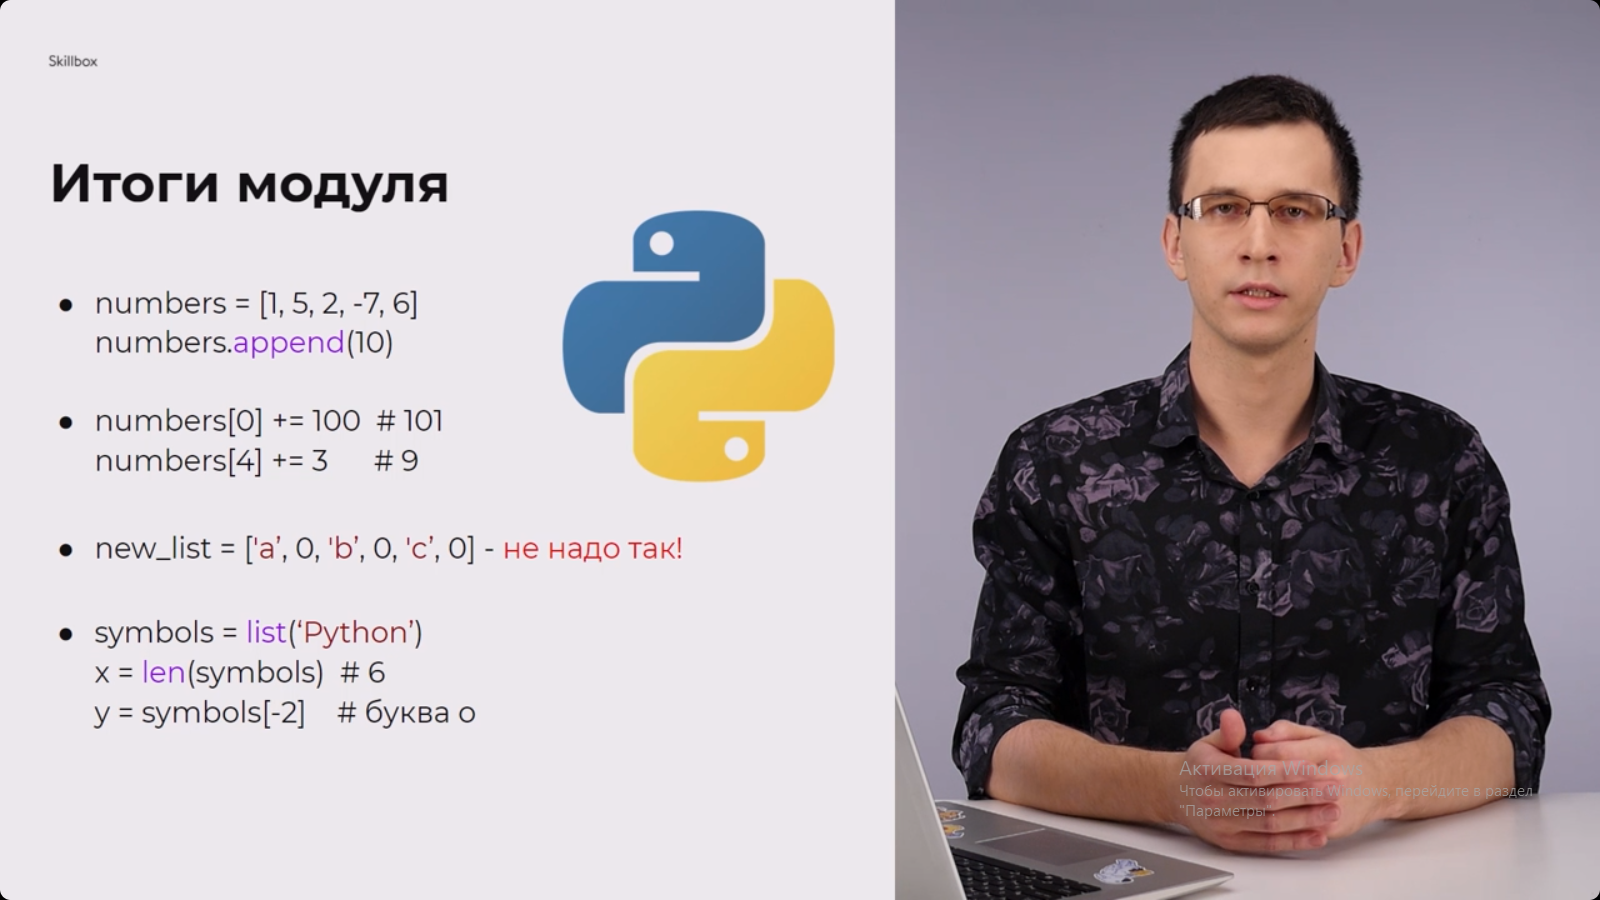 Skillbox
Итоги модуля
● numbers = [1, 5, 2, -7, 6]
numbers.append(10)
● numbers[0] += 100 # 101
numbers[4] += 3 # 9
● new_list = ['a’, 0, 'b’, 0, 'c’, 0] - не надо так!
● symbols = list(‘Python’)
x = len(symbols) # 6
y = symbols[-2] # буква о
Активация Windows
Чтобы активировать Windows, перейдите в раздел
"Параметры".